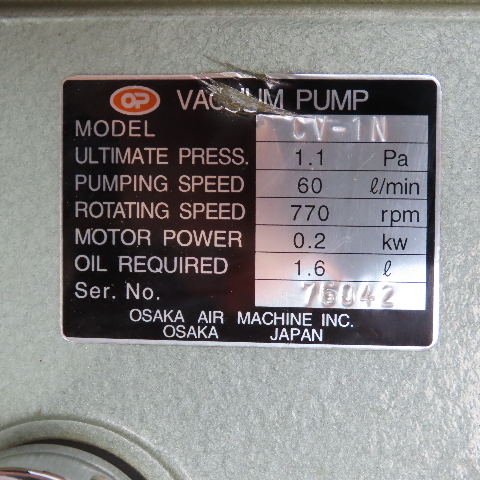 OP VACUUM PUMP
MODEL CV-1N
ULTIMATE PRESS. 1.1 Pa
PUMPING SPEED 60 ℓ/min
ROTATING SPEED 770 rpm
MOTOR POWER 0.2 kw
OIL REQUIRED 1.6 ℓ
Ser. No. 75042
OSAKA AIR MACHINE INC.
OSAKA JAPAN